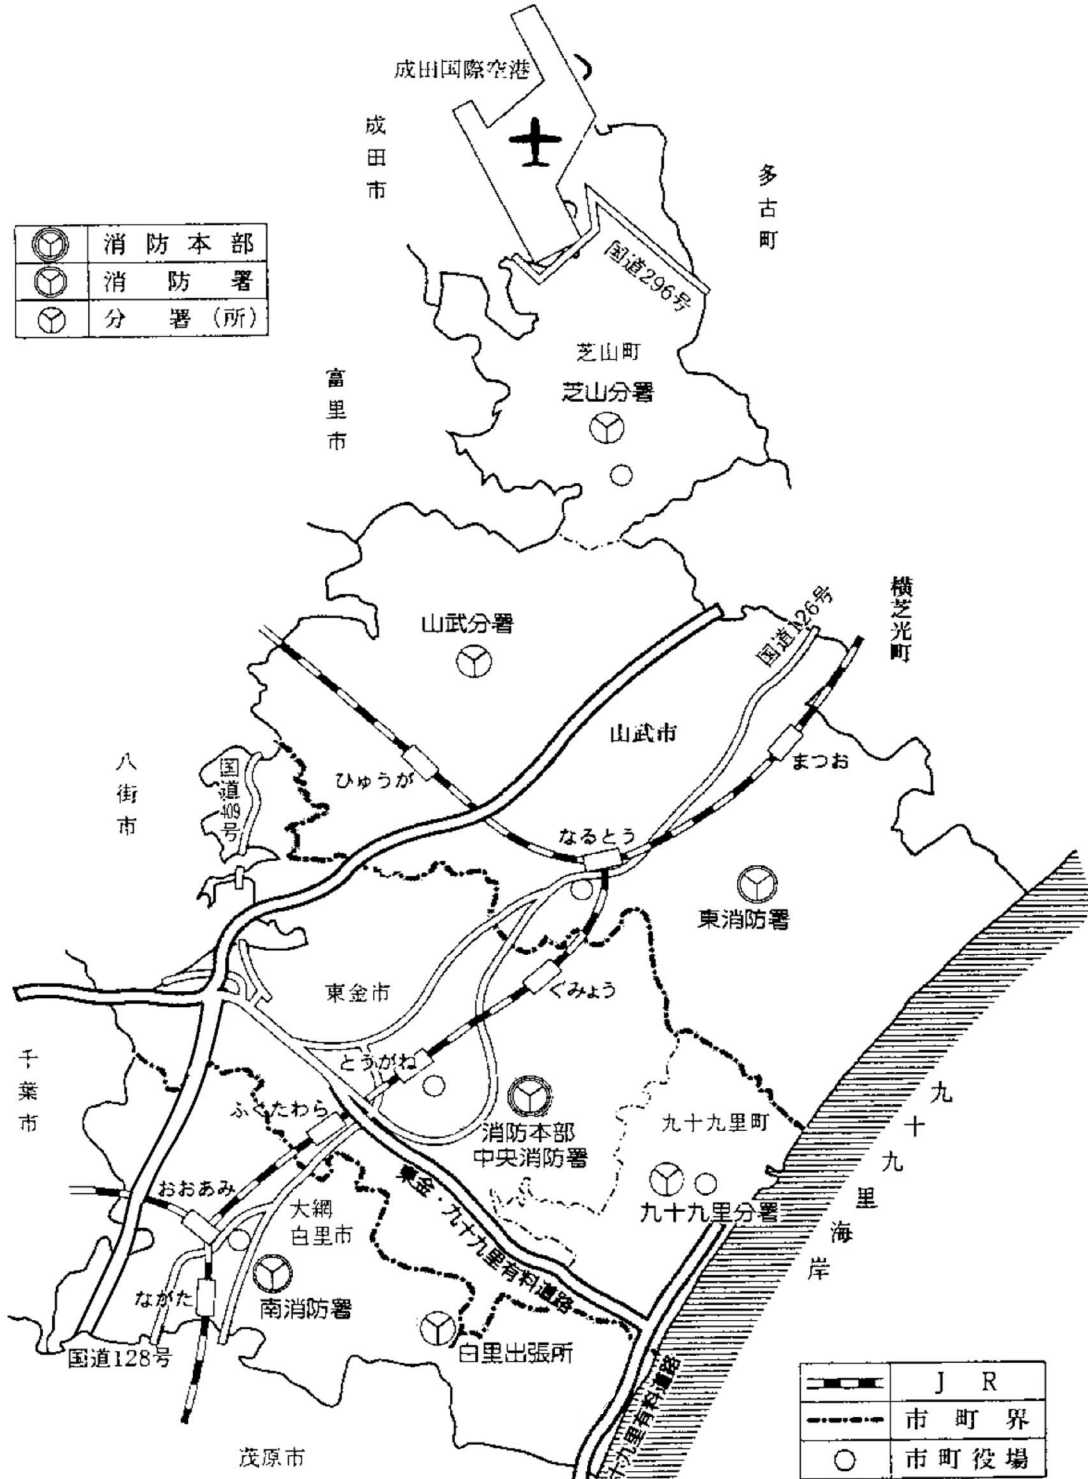 成田国際空港
成田市
多古町
消防本部
消防署
分署(所)
国道296号
芝山町
芝山分署
富里市
横芝光町
国道126号
山武分署
山武市
まつお
ひゅうが
八街市
国道409号
なるとう
東消防署
ぐみょう
東金市
とうがね
千葉市
ふくたわら
消防本部
中央消防署
九十九里町
九十九里分署
九十九里海岸
おおあみ
大網
白里市
東金・九十九里有料道路
ながた
南消防署
白里出張所
国道128号
十九里有料道路
茂原市
JR
市町界
市町役場